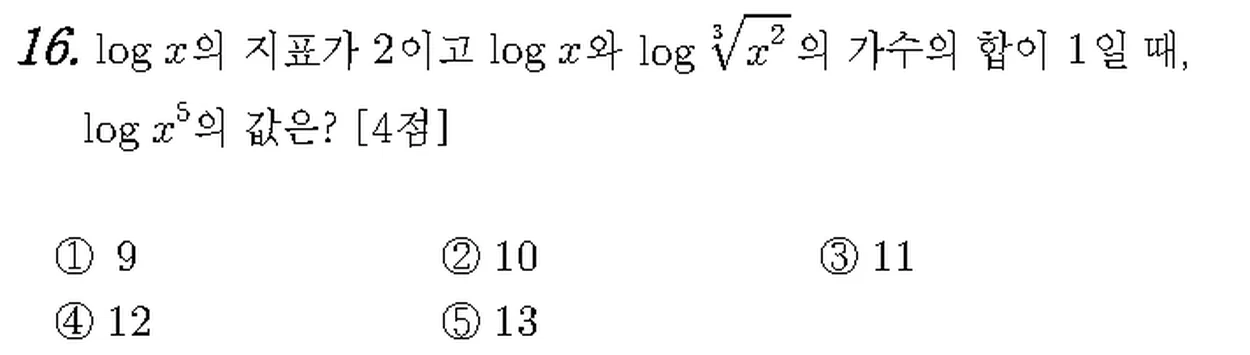 16. log x의 지표가 2이고 log x와 log ∛x² 의 가수의 합이 1일 때,
log x⁵의 값은? [4점]
① 9 ② 10 ③ 11
④ 12 ⑤ 13